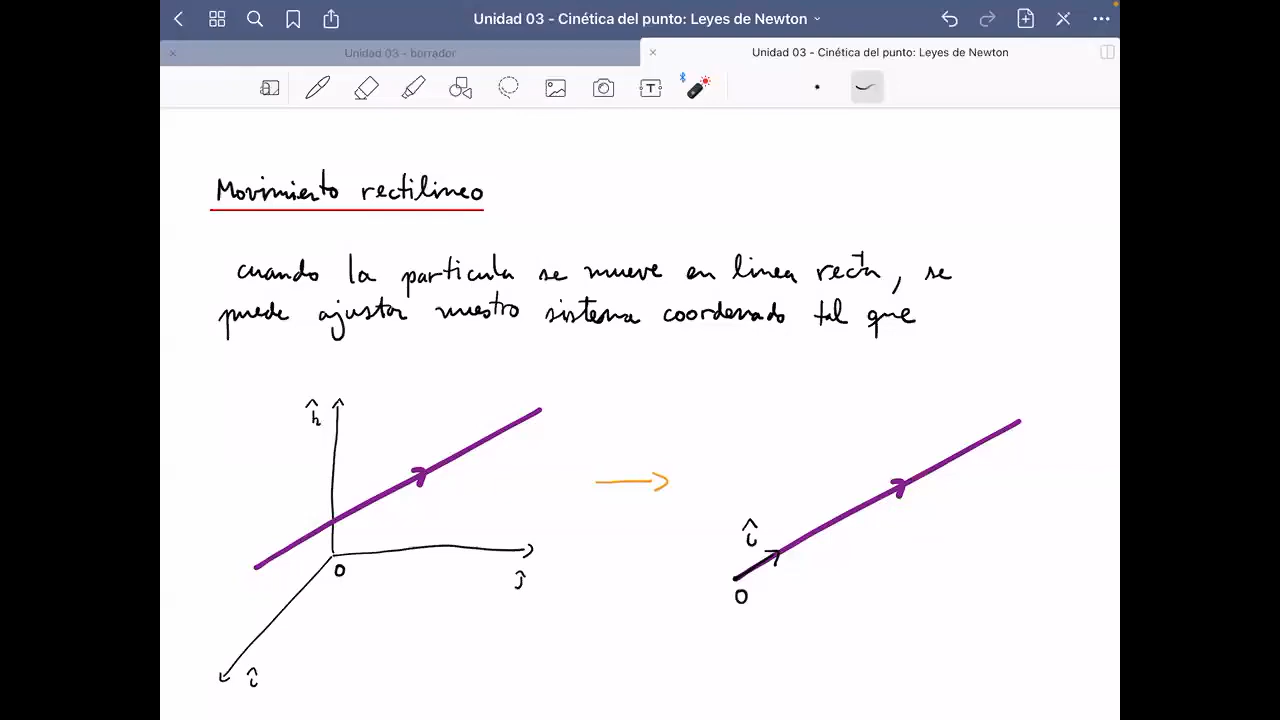 Unidad 03 - Cinética del punto: Leyes de Newton
Unidad 03 - borrador
Unidad 03 - Cinética del punto: Leyes de Newton
T
Movimiento rectilineo
cuando la particula se mueve en linea recta, se
puede ajustar nuestro sistema coordenado tal que
k̂
O
ĵ
î
î
O